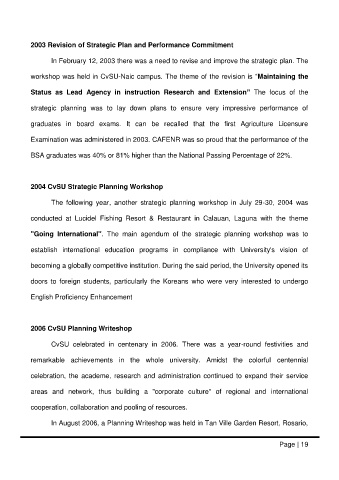 2003 Revision of Strategic Plan and Performance Commitment
In February 12, 2003 there was a need to revise and improve the strategic plan. The
workshop was held in CvSU-Naic campus. The theme of the revision is "Maintaining the
Status as Lead Agency in instruction Research and Extension" The focus of the
strategic planning was to lay down plans to ensure very impressive performance of
graduates in board exams. It can be recalled that the first Agriculture Licensure
Examination was administered in 2003. CAFENR was so proud that the performance of the
BSA graduates was 40% or 81% higher than the National Passing Percentage of 22%.
2004 CvSU Strategic Planning Workshop
The following year, another strategic planning workshop in July 29-30, 2004 was
conducted at Lucidel Fishing Resort & Restaurant in Calauan, Laguna with the theme
"Going International". The main agendum of the strategic planning workshop was to
establish international education programs in compliance with University's vision of
becoming a globally competitive institution. During the said period, the University opened its
doors to foreign students, particularly the Koreans who were very interested to undergo
English Proficiency Enhancement
2006 CvSU Planning Writeshop
CvSU celebrated in centenary in 2006. There was a year-round festivities and
remarkable achievements in the whole university. Amidst the colorful centennial
celebration, the academe, research and administration continued to expand their service
areas and network, thus building a "corporate culture" of regional and international
cooperation, collaboration and pooling of resources.
In August 2006, a Planning Writeshop was held in Tan Ville Garden Resort, Rosario,
Page | 19